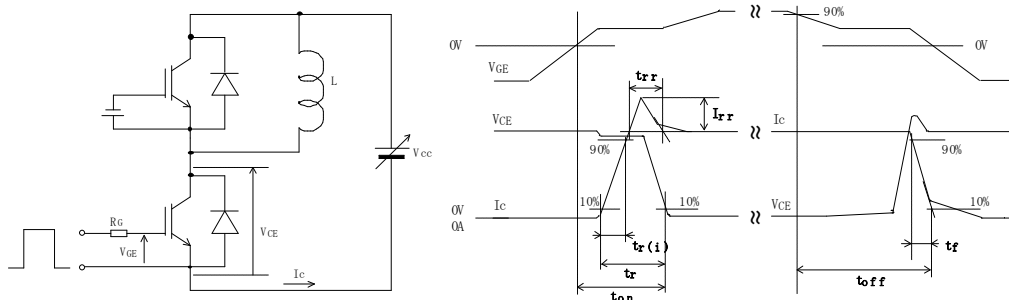 L
Vcc
RG
VGE
VCE
Ic
0V
VGE
90%
0V
trr
Irr
VCE
Ic
90%
90%
0V
0A
Ic
10%
10%
VCE
10%
tr(i)
tr
ton
tf
toff